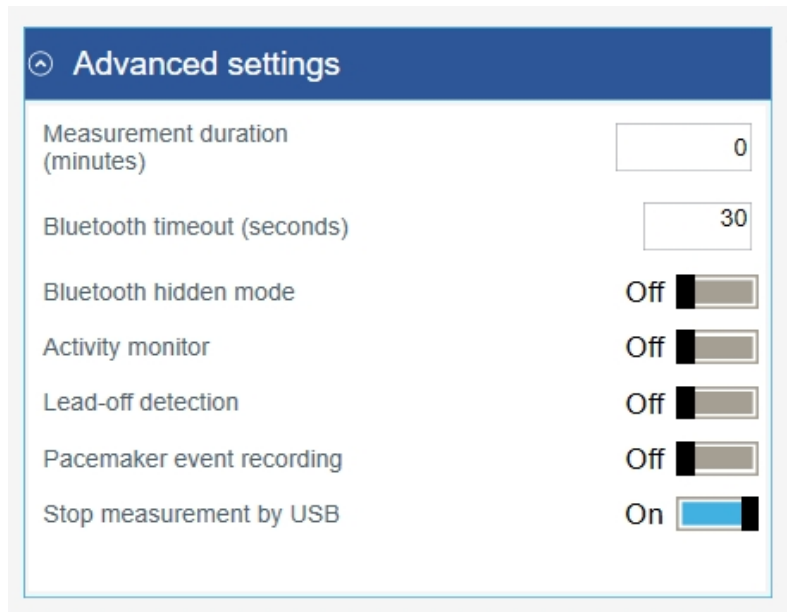 Advanced settings
Measurement duration
(minutes)
0
Bluetooth timeout (seconds)
30
Bluetooth hidden mode
Off
Activity monitor
Off
Lead-off detection
Off
Pacemaker event recording
Off
Stop measurement by USB
On